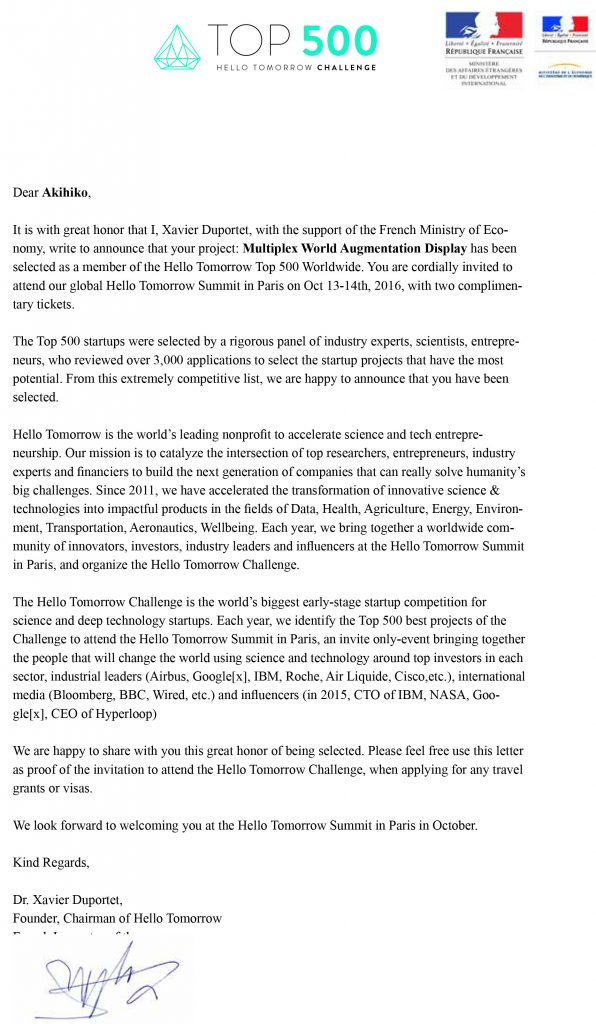 TOP 500
HELLO TOMORROW CHALLENGE
Liberté • Égalité • Fraternité
RÉPUBLIQUE FRANÇAISE
MINISTÈRE
DES AFFAIRES ÉTRANGÈRES
ET DU DÉVELOPPEMENT
INTERNATIONAL
Liberté • Égalité • Fraternité
RÉPUBLIQUE FRANÇAISE
Dear Akihiko,
It is with great honor that I, Xavier Duportet, with the support of the French Ministry of Eco-
nomy, write to announce that your project: Multiplex World Augmentation Display has been
selected as a member of the Hello Tomorrow Top 500 Worldwide. You are cordially invited to
attend our global Hello Tomorrow Summit in Paris on Oct 13-14th, 2016, with two complimen-
tary tickets.
The Top 500 startups were selected by a rigorous panel of industry experts, scientists, entrepre-
neurs, who reviewed over 3,000 applications to select the startup projects that have the most
potential. From this extremely competitive list, we are happy to announce that you have been
selected.
Hello Tomorrow is the world’s leading nonprofit to accelerate science and tech entrepre-
neurship. Our mission is to catalyze the intersection of top researchers, entrepreneurs, industry
experts and financiers to build the next generation of companies that can really solve humanity’s
big challenges. Since 2011, we have accelerated the transformation of innovative science &
technologies into impactful products in the fields of Data, Health, Agriculture, Energy, Environ-
ment, Transportation, Aeronautics, Wellbeing. Each year, we bring together a worldwide com-
munity of innovators, investors, industry leaders and influencers at the Hello Tomorrow Summit
in Paris, and organize the Hello Tomorrow Challenge.
The Hello Tomorrow Challenge is the world’s biggest early-stage startup competition for
science and deep technology startups. Each year, we identify the Top 500 best projects of the
Challenge to attend the Hello Tomorrow Summit in Paris, an invite only-event bringing together
the people that will change the world using science and technology around top investors in each
sector, industrial leaders (Airbus, Google[x], IBM, Roche, Air Liquide, Cisco,etc.), international
media (Bloomberg, BBC, Wired, etc.) and influencers (in 2015, CTO of IBM, NASA, Goo-
gle[x], CEO of Hyperloop)
We are happy to share with you this great honor of being selected. Please feel free use this letter
as proof of the invitation to attend the Hello Tomorrow Challenge, when applying for any travel
grants or visas.
We look forward to welcoming you at the Hello Tomorrow Summit in Paris in October.
Kind Regards,
Dr. Xavier Duportet,
Founder, Chairman of Hello Tomorrow